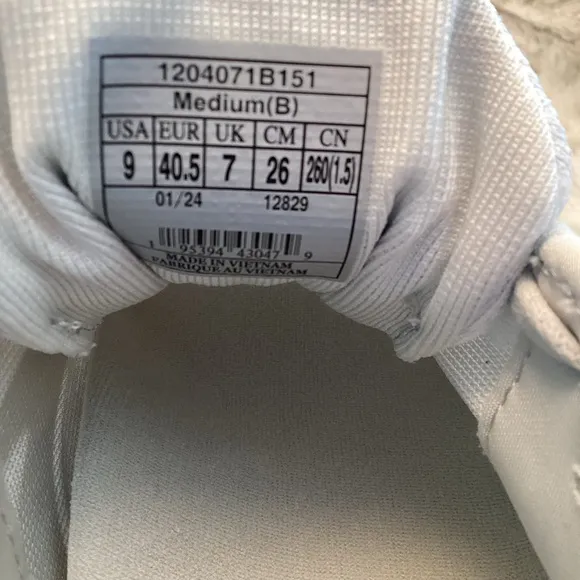 1204071B151
Medium(B)
USA EUR UK CM CN
9 40.5 7 26 260(1.5)
01/24 12829
1 95394 43047 9
MADE IN VIETNAM
FABRIQUE AU VIETNAM